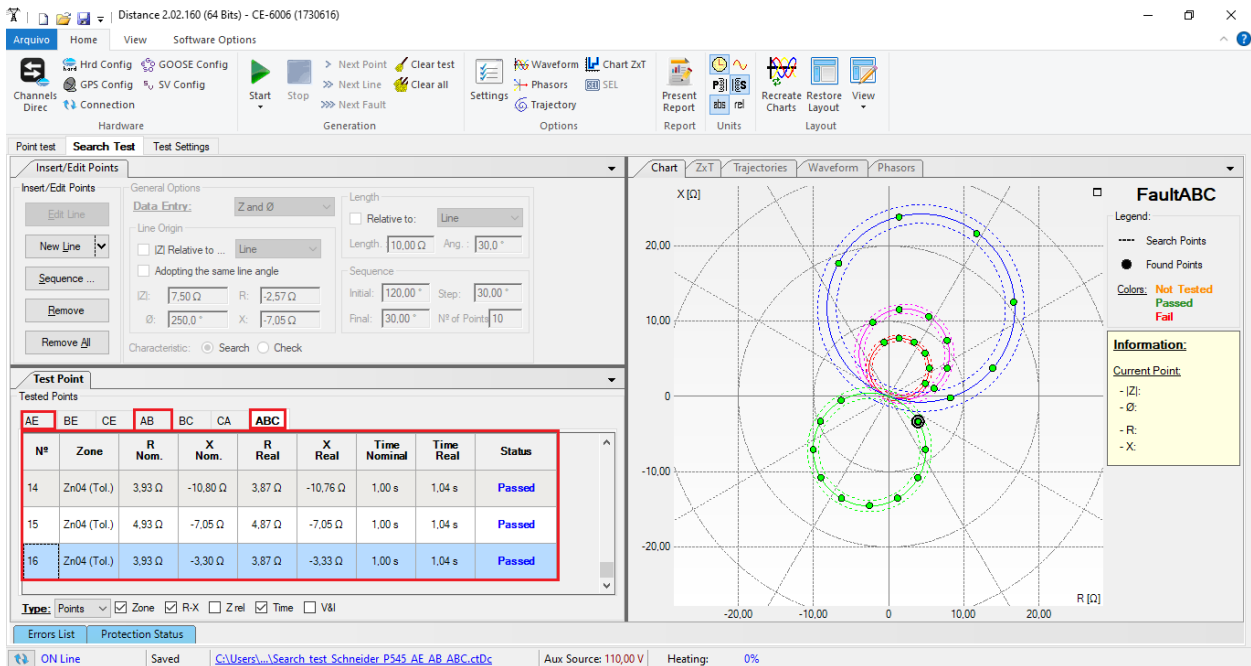 Distance 2.02.160 (64 Bits) - CE-6006 (1730616)
Arquivo Home View Software Options
Channels Direc
Hrd Config GOOSE Config
GPS Config SV Config
Connection
Hardware
Start Stop
Next Point Clear test
Next Line Clear all
Next Fault
Generation
Settings
Waveform Chart ZxT
Phasors SEL
Trajectory
Options
Present Report
Report
abs rel
Units
Recreate Charts Restore Layout View
Layout
Point test Search Test Test Settings
Insert/Edit Points
Insert/Edit Points
Edit Line
New Line
Sequence ...
Remove
Remove All
General Options
Data Entry: Z and Ø
Line Origin
|Z| Relative to ... Line
Adopting the same line angle
|Z|: 7,50 Ω R: -2,57 Ω
Ø: 250,0 ° X: -7,05 Ω
Characteristic: Search Check
Length
Relative to: Line
Length. : 10,00 Ω Ang. : 30,0 °
Sequence
Initial: 120,00 ° Step: 30,00 °
Final: 30,00 ° Nº of Points 10
Test Point
Tested Points
AE BE CE AB BC CA ABC
Nº Zone R Nom. X Nom. R Real X Real Time Nominal Time Real Status
14 Zn04 (Tol.) 3,93 Ω -10,80 Ω 3,87 Ω -10,76 Ω 1,00 s 1,04 s Passed
15 Zn04 (Tol.) 4,93 Ω -7,05 Ω 4,87 Ω -7,05 Ω 1,00 s 1,04 s Passed
16 Zn04 (Tol.) 3,93 Ω -3,30 Ω 3,87 Ω -3,33 Ω 1,00 s 1,04 s Passed
Type: Points Zone R-X Z rel Time V&I
Errors List Protection Status
Chart ZxT Trajectories Waveform Phasors
X [Ω]
20,00
10,00
0
-10,00
-20,00
-20,00 -10,00 0 10,00 20,00
R [Ω]
FaultABC
Legend:
Search Points
Found Points
Colors: Not Tested
Passed
Fail
Information:
Current Point:
- |Z|:
- Ø:
- R:
- X:
ON Line Saved C:\Users\...\Search test Schneider P545 AE AB ABC.ctDc Aux Source: 110,00 V Heating: 0%